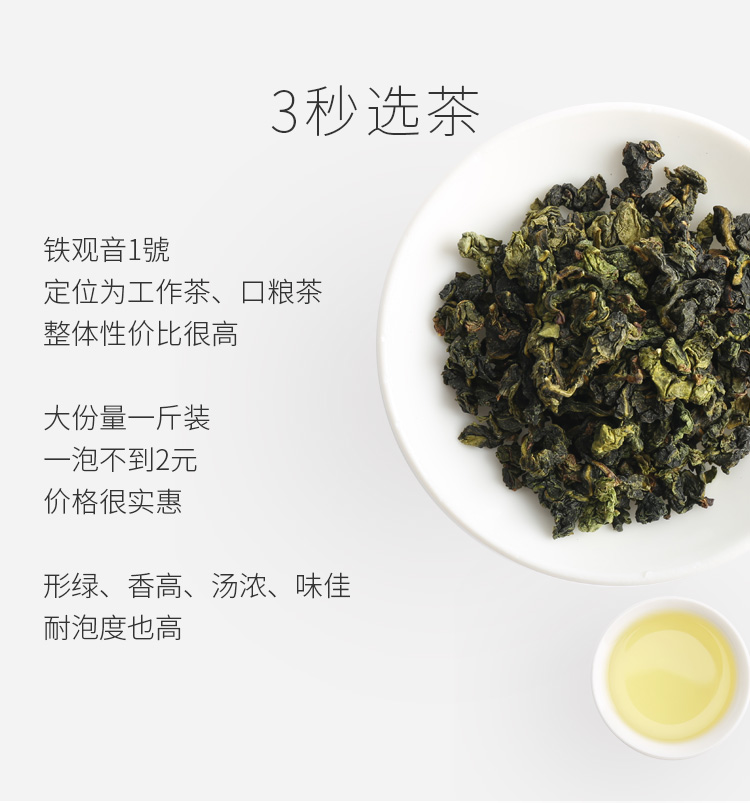 3秒选茶
铁观音1號
定位为工作茶、口粮茶
整体性价比很高
大份量一斤装
一泡不到2元
价格很实惠
形绿、香高、汤浓、味佳
耐泡度也高